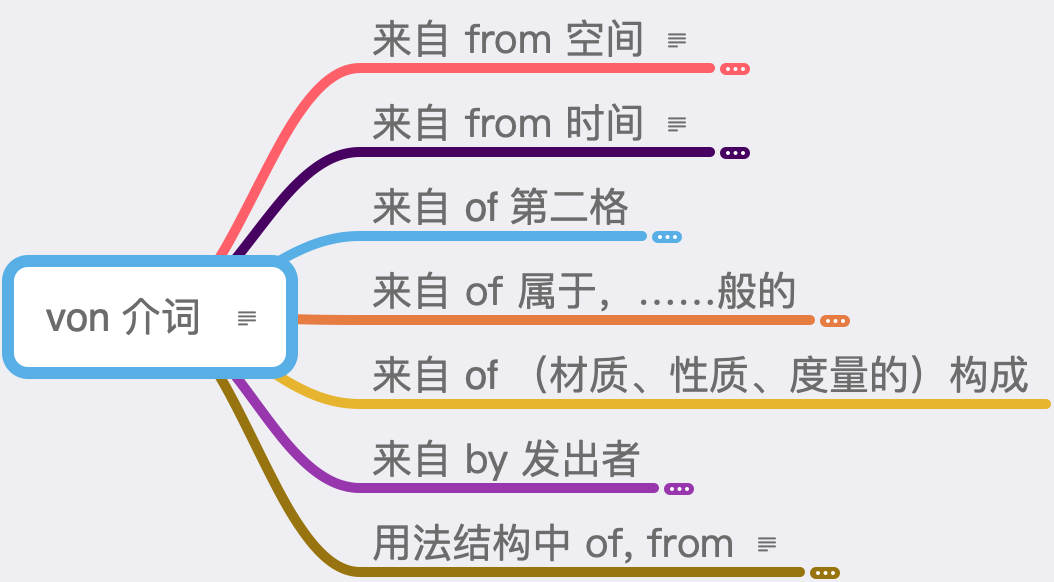 来自 from 空间
来自 from 时间
来自 of 第二格
来自 of 属于，……般的
von 介词
来自 of （材质、性质、度量的）构成
来自 by 发出者
用法结构中 of, from